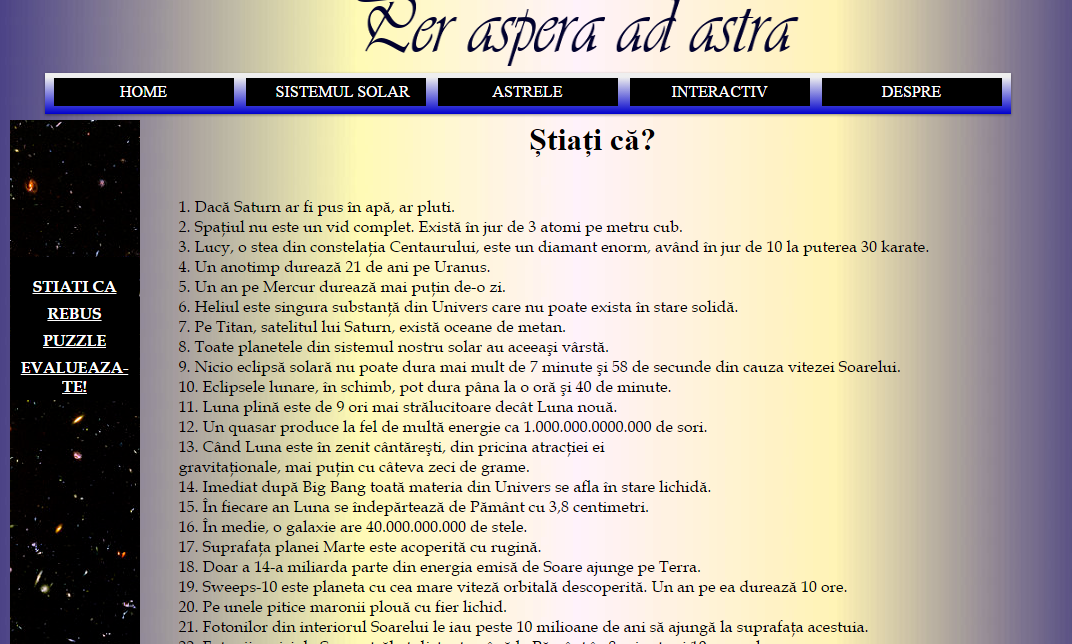 Per aspera ad astra
HOME SISTEMUL SOLAR ASTRELE INTERACTIV DESPRE
Știați că?
STIATI CA
REBUS
PUZZLE
EVALUEAZA-
TE!
1. Dacă Saturn ar fi pus în apă, ar pluti.
2. Spațiul nu este un vid complet. Există în jur de 3 atomi pe metru cub.
3. Lucy, o stea din constelația Centaurului, este un diamant enorm, având în jur de 10 la puterea 30 karate.
4. Un anotimp durează 21 de ani pe Uranus.
5. Un an pe Mercur durează mai puțin de-o zi.
6. Heliul este singura substanță din Univers care nu poate exista în stare solidă.
7. Pe Titan, satelitul lui Saturn, există oceane de metan.
8. Toate planetele din sistemul nostru solar au aceeaşi vârstă.
9. Nicio eclipsă solară nu poate dura mai mult de 7 minute şi 58 de secunde din cauza vitezei Soarelui.
10. Eclipsele lunare, în schimb, pot dura pâna la o oră şi 40 de minute.
11. Luna plină este de 9 ori mai strălucitoare decât Luna nouă.
12. Un quasar produce la fel de multă energie ca 1.000.000.0000.000 de sori.
13. Când Luna este în zenit cântăreşti, din pricina atracției ei
gravitaționale, mai puțin cu câteva zeci de grame.
14. Imediat după Big Bang toată materia din Univers se afla în stare lichidă.
15. În fiecare an Luna se îndepărtează de Pământ cu 3,8 centimetri.
16. În medie, o galaxie are 40.000.000.000 de stele.
17. Suprafața planei Marte este acoperită cu rugină.
18. Doar a 14-a miliarda parte din energia emisă de Soare ajunge pe Terra.
19. Sweeps-10 este planeta cu cea mare viteză orbitală descoperită. Un an pe ea durează 10 ore.
20. Pe unele pitice maronii plouă cu fier lichid.
21. Fotonilor din interiorul Soarelui le iau peste 10 milioane de ani să ajungă la suprafața acestuia.